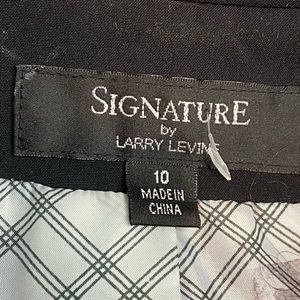 SIGNATURE
by
LARRY LEVINE
10
MADE IN
CHINA